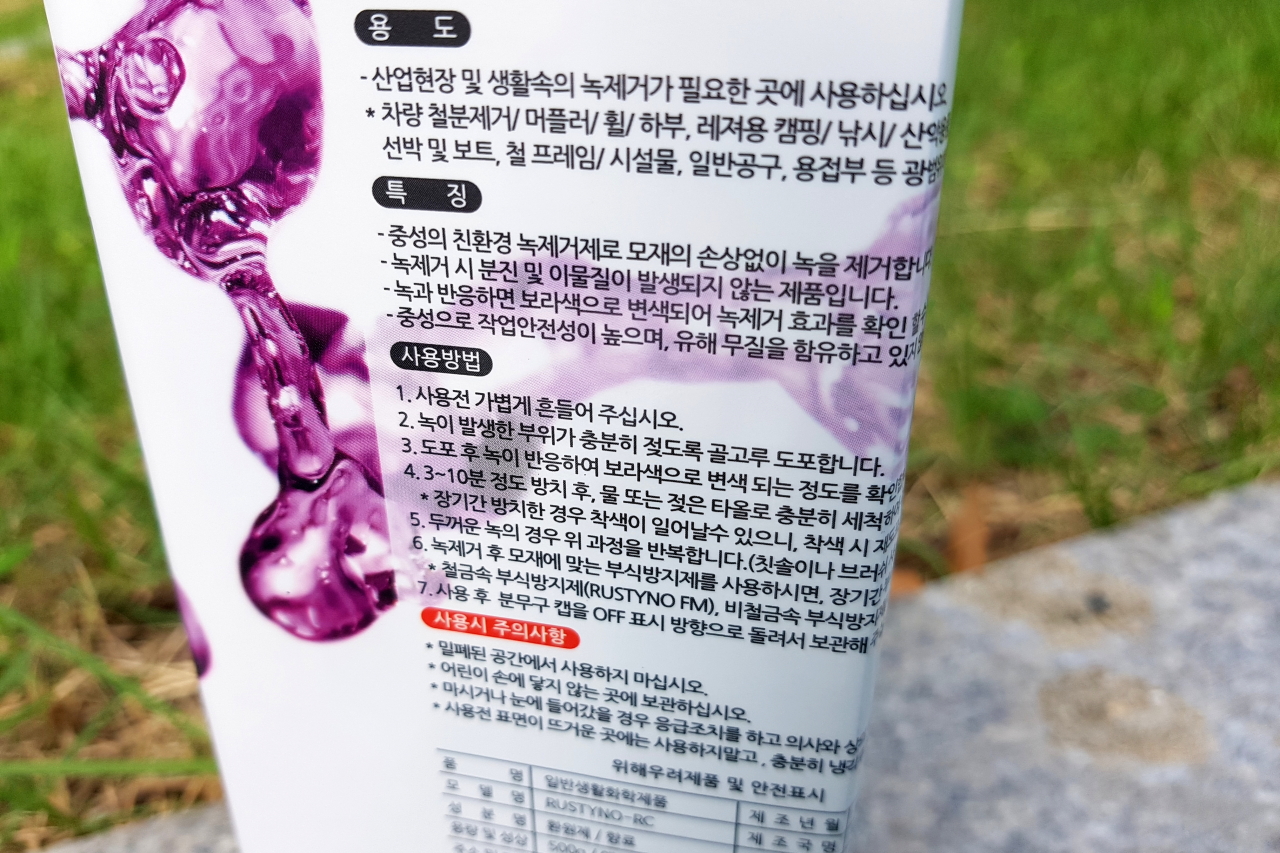 용 도
- 산업현장 및 생활속의 녹제거가 필요한 곳에 사용하십시오
* 차량 철분제거/ 머플러/ 휠/ 하부, 레져용 캠핑/ 낚시/
선박 및 보트, 철 프레임/ 시설물, 일반공구, 용접부 등
특 징
- 중성의 친환경 녹제거제로 모재의 손상없이 녹을 제거합니다
- 녹제거 시 분진 및 이물질이 발생되지 않는 제품입니다.
- 녹과 반응하면 보라색으로 변색되어 녹제거 효과를 확인
- 중성으로 작업안전성이 높으며, 유해 무질을 함유하고
사용방법
1. 사용전 가볍게 흔들어 주십시오.
2. 녹이 발생한 부위가 충분히 젖도록 골고루 도포합니다.
3. 도포 후 녹이 반응하여 보라색으로 변색 되는 정도를
4. 3~10분 정도 방치 후, 물 또는 젖은 타올로 충분히
* 장기간 방치한 경우 착색이 일어날수 있으니, 착색 시
5. 두꺼운 녹의 경우 위 과정을 반복합니다.(칫솔이나
6. 녹제거 후 모재에 맞는 부식방지제를 사용하시면, 장기간
* 철금속 부식방지제(RUSTYNO FM), 비철금속
7. 사용 후 분무구 캡을 OFF 표시 방향으로 돌려서 보관해
사용시 주의사항
* 밀폐된 공간에서 사용하지 마십시오.
* 어린이 손에 닿지 않는 곳에 보관하십시오.
* 마시거나 눈에 들어갔을 경우 응급조치를 하고 의사와
* 사용전 표면이 뜨거운 곳에는 사용하지말고, 충분히
위해우려제품 및 안전표시
품 명 일반생활화학제품
모 델 명 RUSTYNO-RC 제 조 년 월
성 분 명 환원제 / 향료 제 조 국 명
용량 및 성상 500g